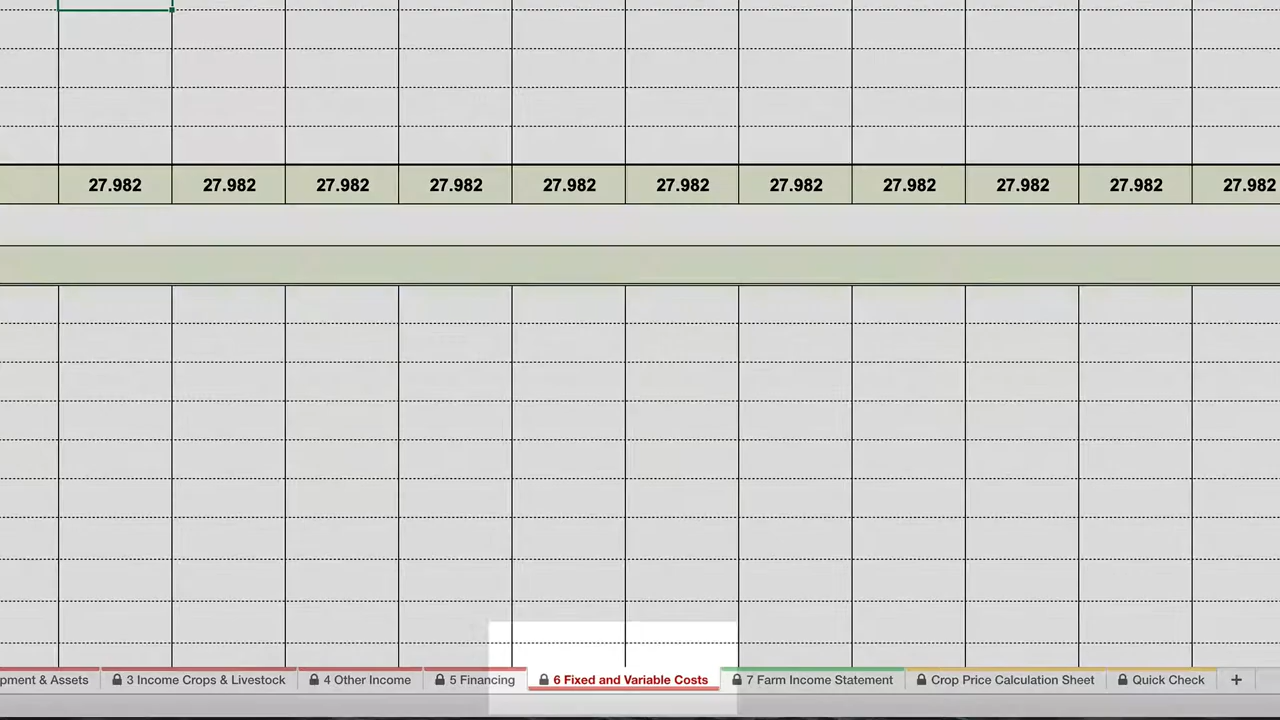 27.982 27.982 27.982 27.982 27.982 27.982 27.982 27.982 27.982 27.982 27.982
pment & Assets 3 Income Crops & Livestock 4 Other Income 5 Financing 6 Fixed and Variable Costs 7 Farm Income Statement Crop Price Calculation Sheet Quick Check +